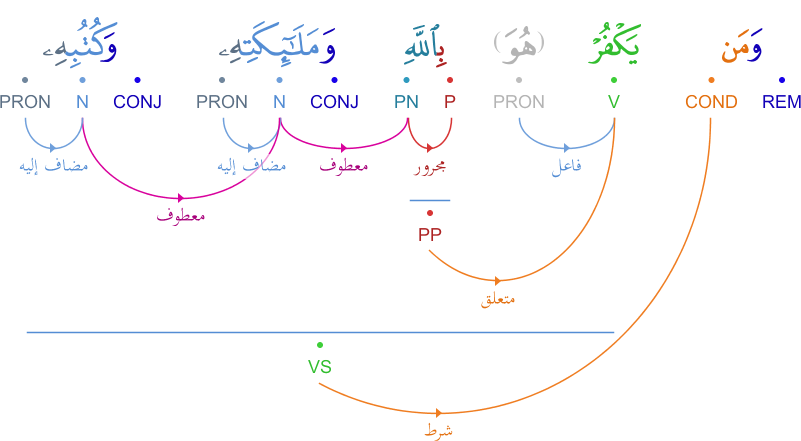 وَمَن يَكْفُرْ (هُوَ) بِٱللَّهِ وَمَلَـٰٓئِكَتِهِۦ وَكُتُبِهِۦ
REM COND V PRON P PN CONJ N PRON CONJ N PRON
فاعل مجرور معطوف مضاف إليه مضاف إليه
معطوف
PP
متعلق
VS
شرط